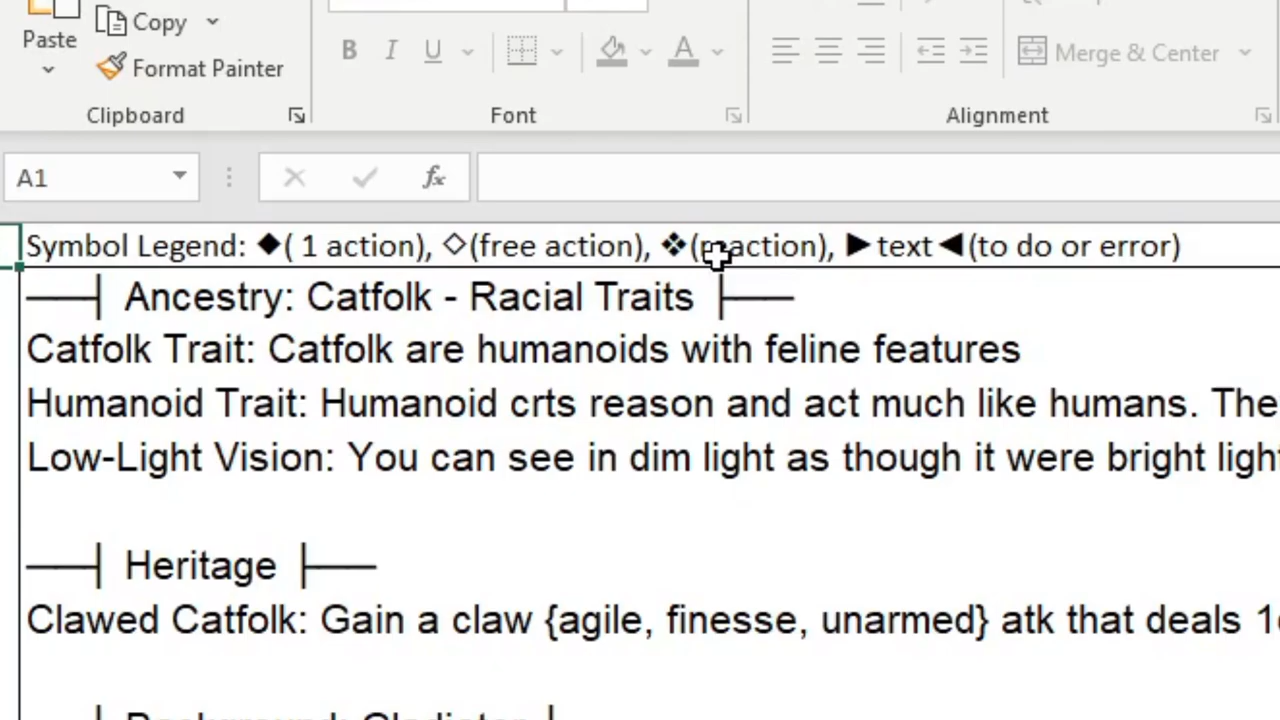 Copy
Paste
Format Painter
B I U A
Merge & Center
Clipboard
Font
Alignment
A1
fx
Symbol Legend: ◆( 1 action), ◇(free action), ❖(reaction), ▶text◀(to do or error)
───┤ Ancestry: Catfolk - Racial Traits ├───
Catfolk Trait: Catfolk are humanoids with feline features
Humanoid Trait: Humanoid crts reason and act much like humans. The
Low-Light Vision: You can see in dim light as though it were bright light
───┤ Heritage ├───
Clawed Catfolk: Gain a claw {agile, finesse, unarmed} atk that deals 1
Background: Gladiator